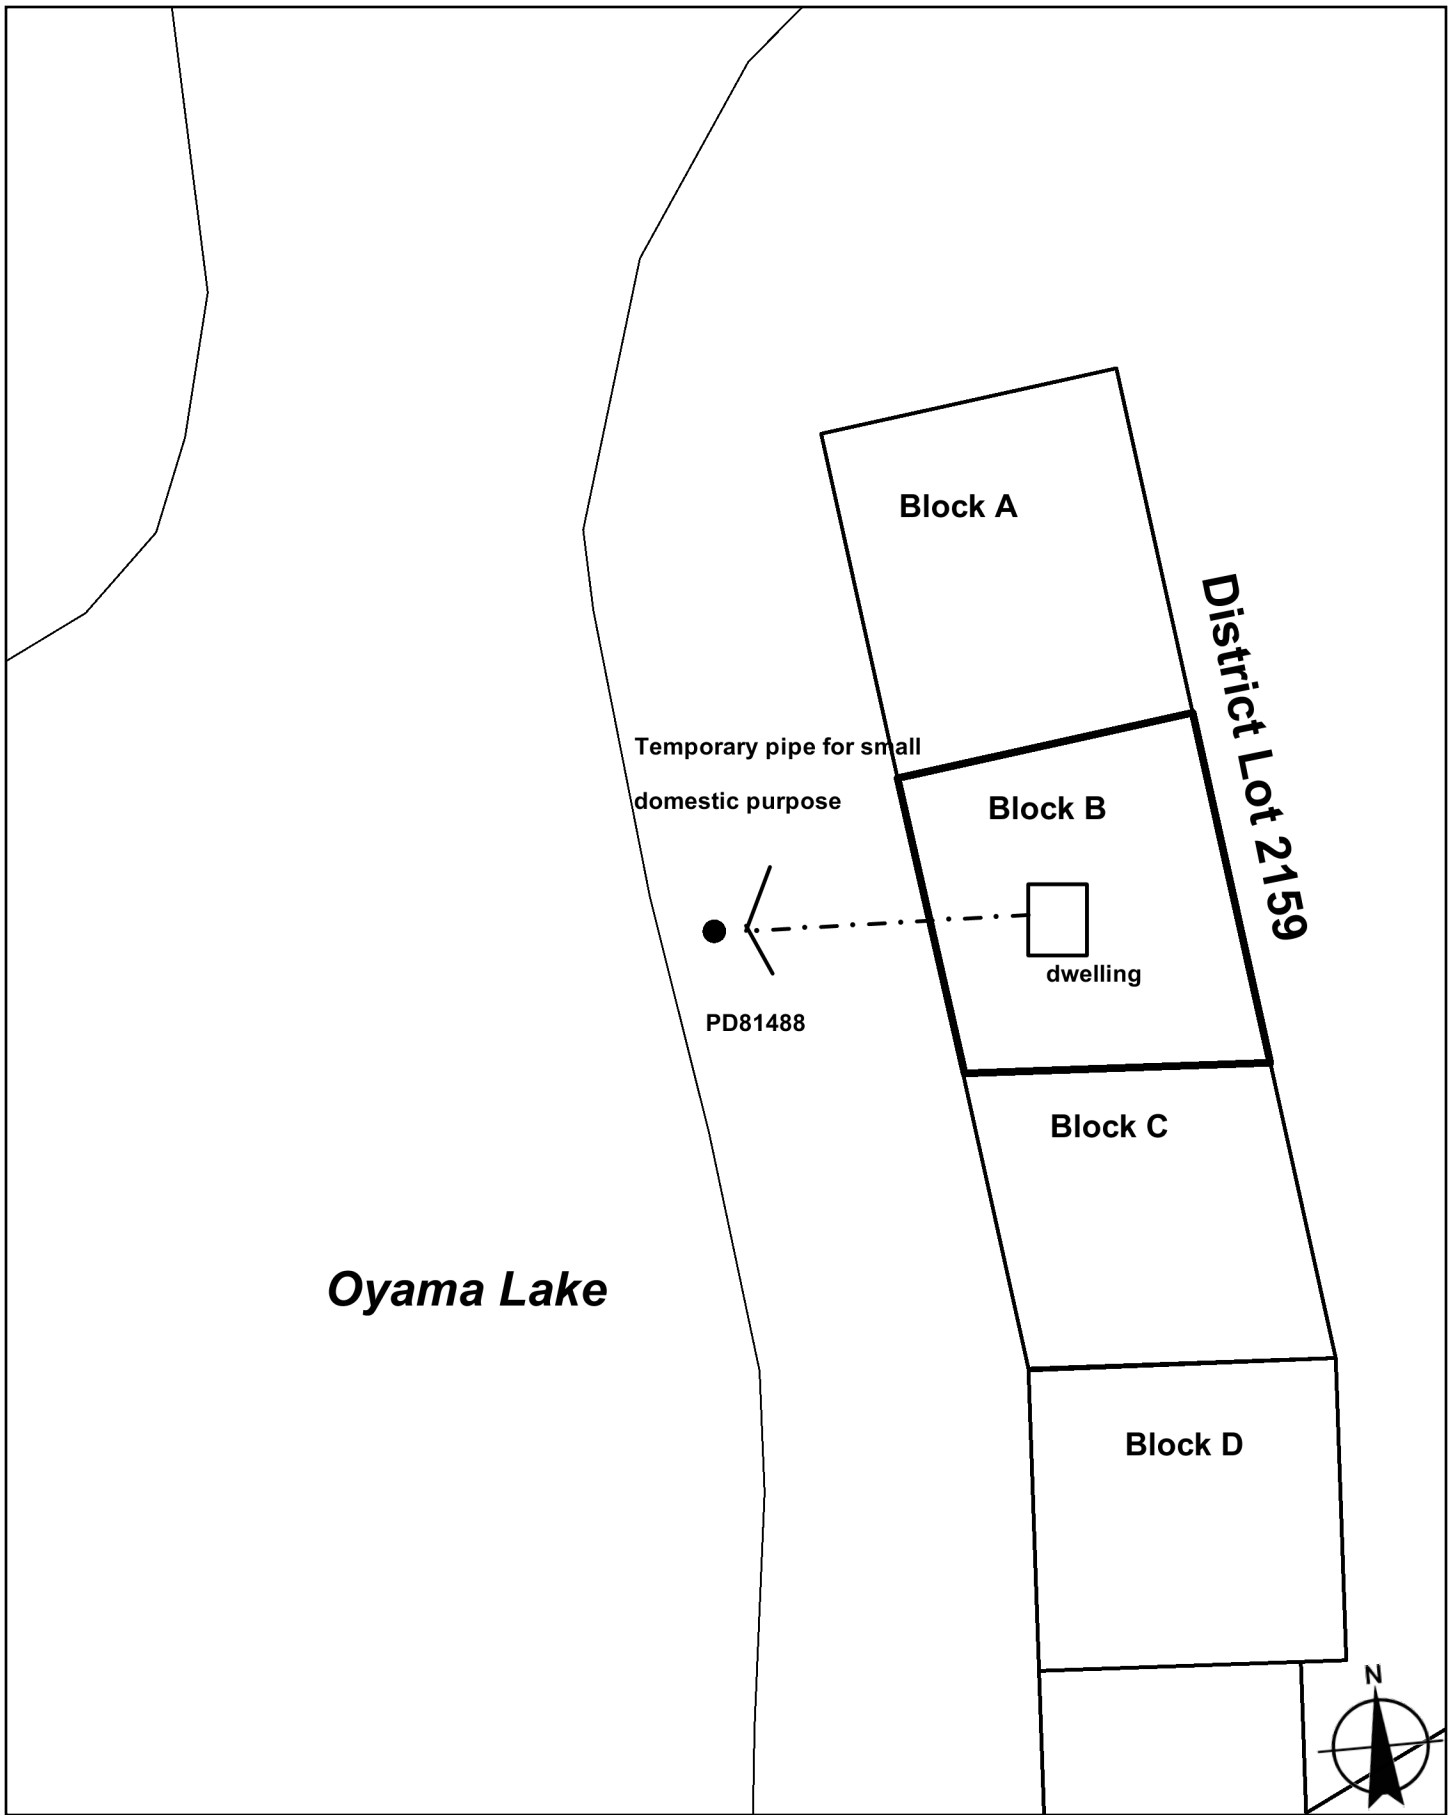 Block A
District Lot 2159
Temporary pipe for small
domestic purpose
Block B
dwelling
PD81488
Block C
Oyama Lake
Block D
N